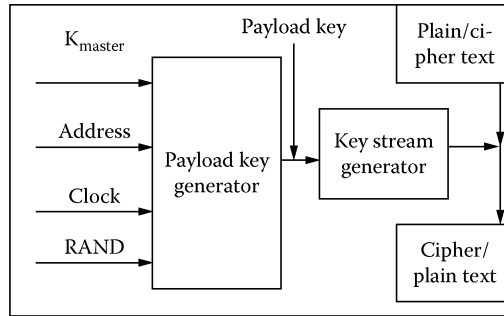 K_master
Payload key
Plain/ci-
pher text
Address
Payload key
generator
Key stream
generator
Clock
RAND
Cipher/
plain text